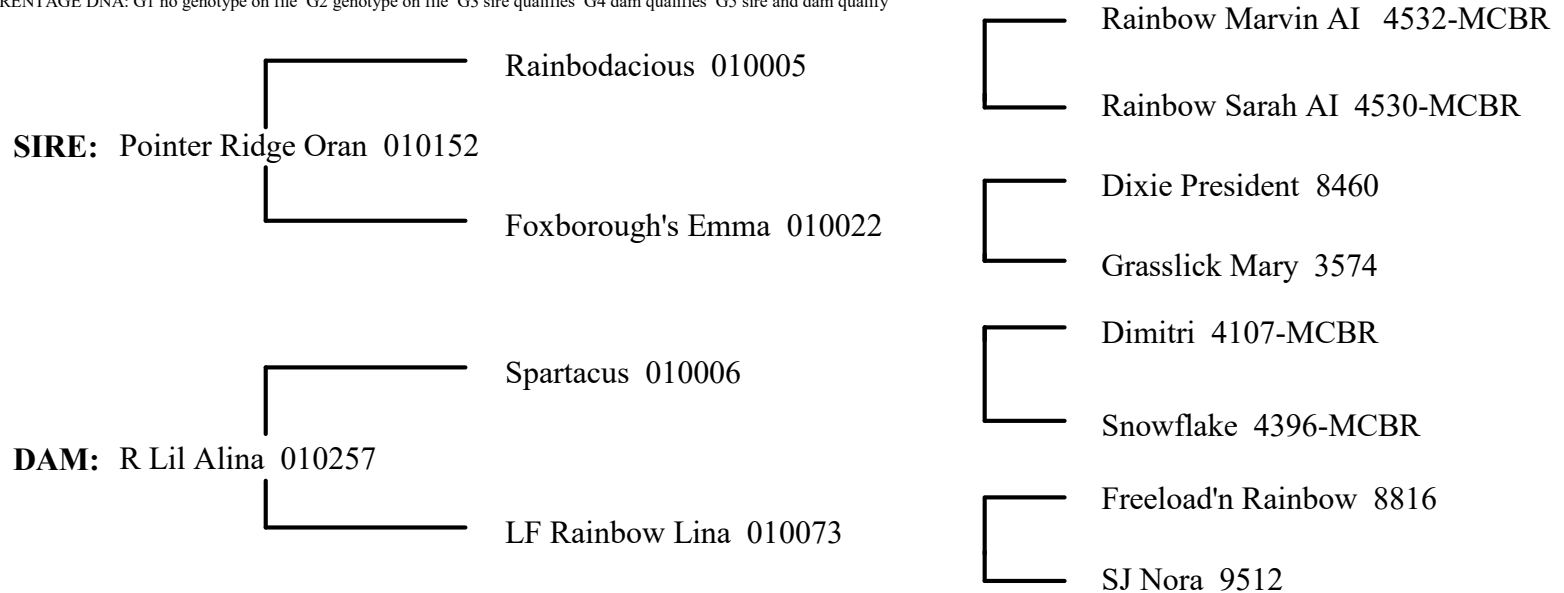 PARENTAGE DNA: G1 no genotype on file G2 genotype on file G3 sire qualifies G4 dam qualifies G5 sire and dam qualify
Rainbow Marvin AI 4532-MCBR
Rainbodacious 010005
Rainbow Sarah AI 4530-MCBR
SIRE: Pointer Ridge Oran 010152
Dixie President 8460
Foxborough's Emma 010022
Grasslick Mary 3574
Dimitri 4107-MCBR
Spartacus 010006
Snowflake 4396-MCBR
DAM: R Lil Alina 010257
Freeload'n Rainbow 8816
LF Rainbow Lina 010073
SJ Nora 9512